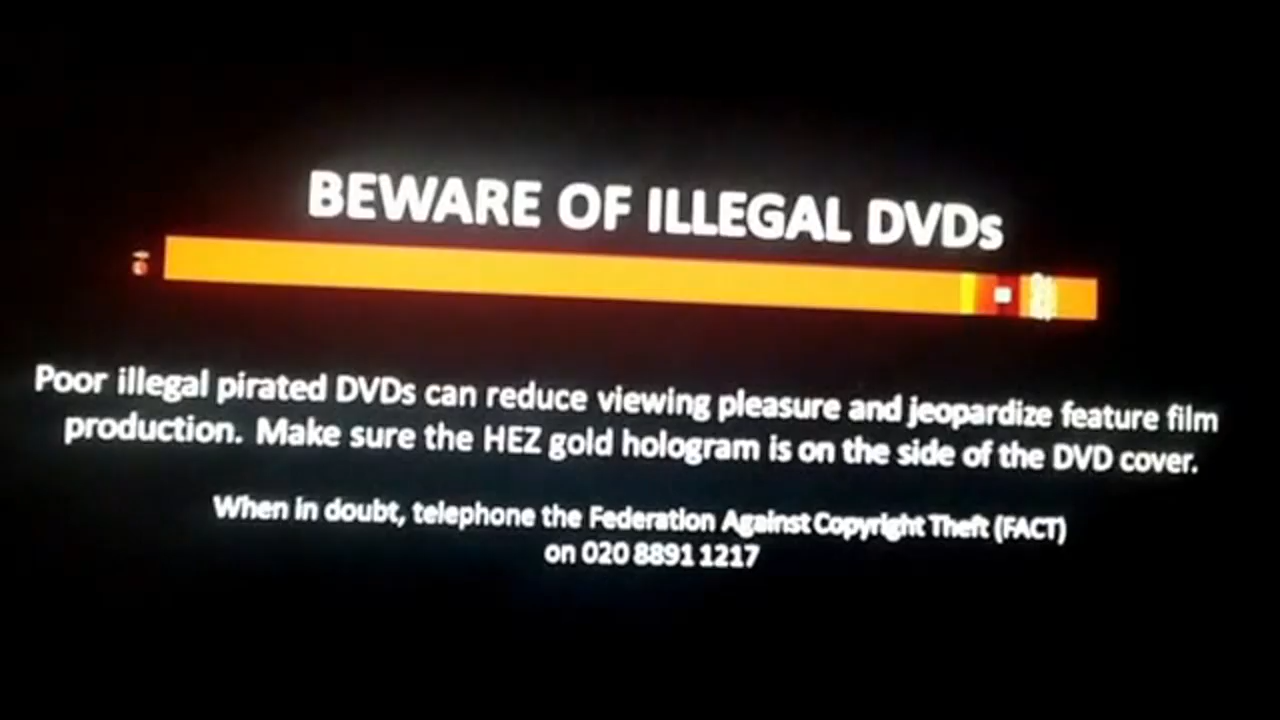 BEWARE OF ILLEGAL DVDs
Poor illegal pirated DVDs can reduce viewing pleasure and jeopardize feature film
production. Make sure the HEZ gold hologram is on the side of the DVD cover.
When in doubt, telephone the Federation Against Copyright Theft (FACT)
on 020 8891 1217